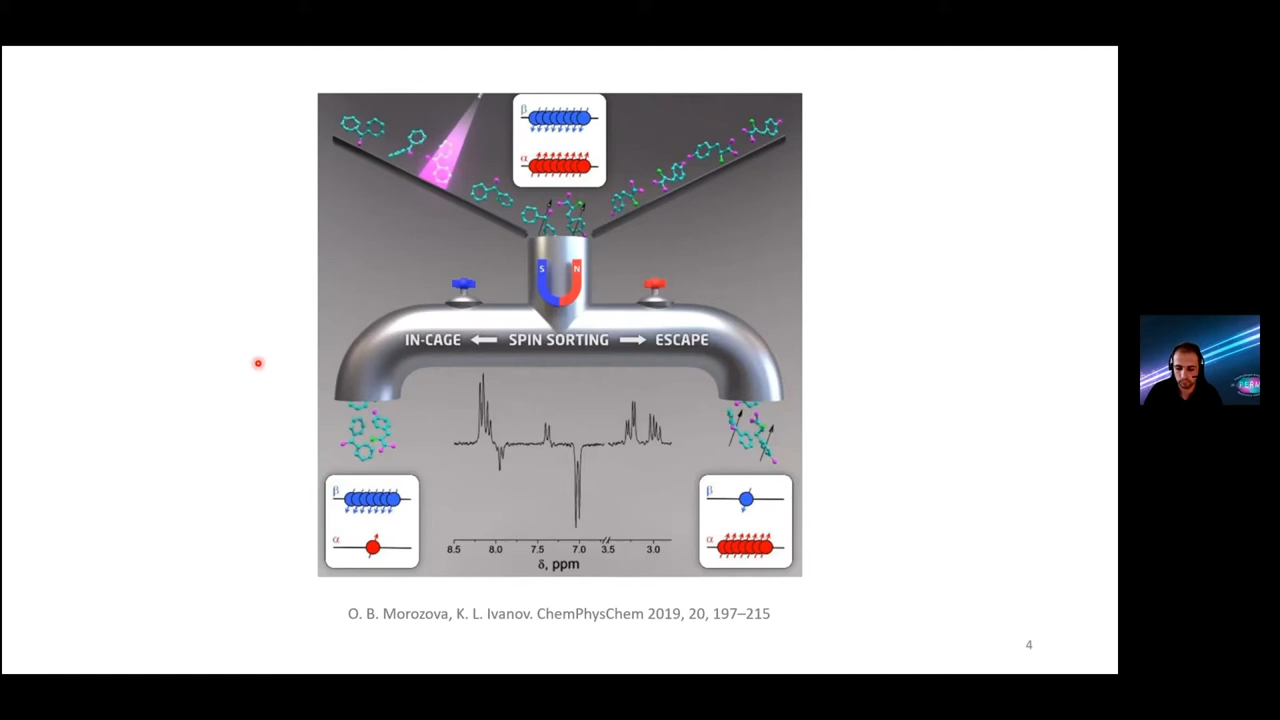 β
α
S N
IN-CAGE SPIN SORTING ESCAPE
β
α
β
α
8.5 8.0 7.5 7.0 3.5 3.0
δ, ppm
O. B. Morozova, K. L. Ivanov. ChemPhysChem 2019, 20, 197–215
4
PERM